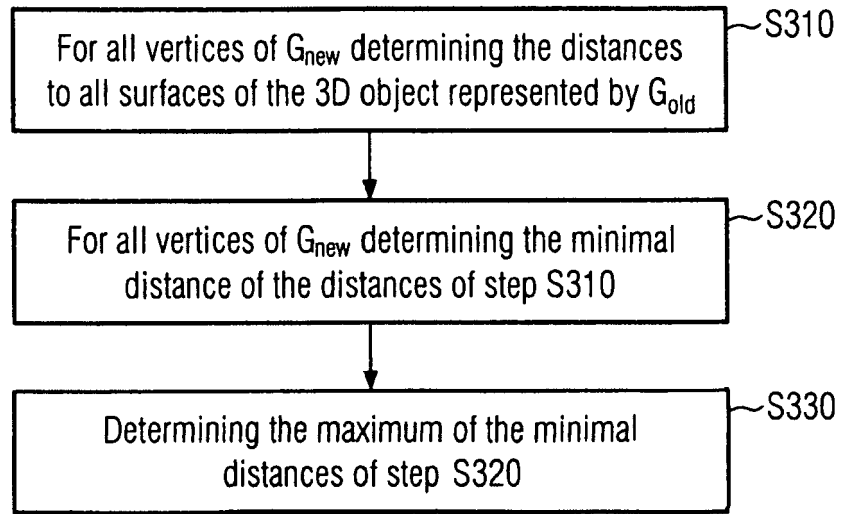 For all vertices of Gnew determining the distances
to all surfaces of the 3D object represented by Gold
S310
For all vertices of Gnew determining the minimal
distance of the distances of step S310
S320
Determining the maximum of the minimal
distances of step S320
S330